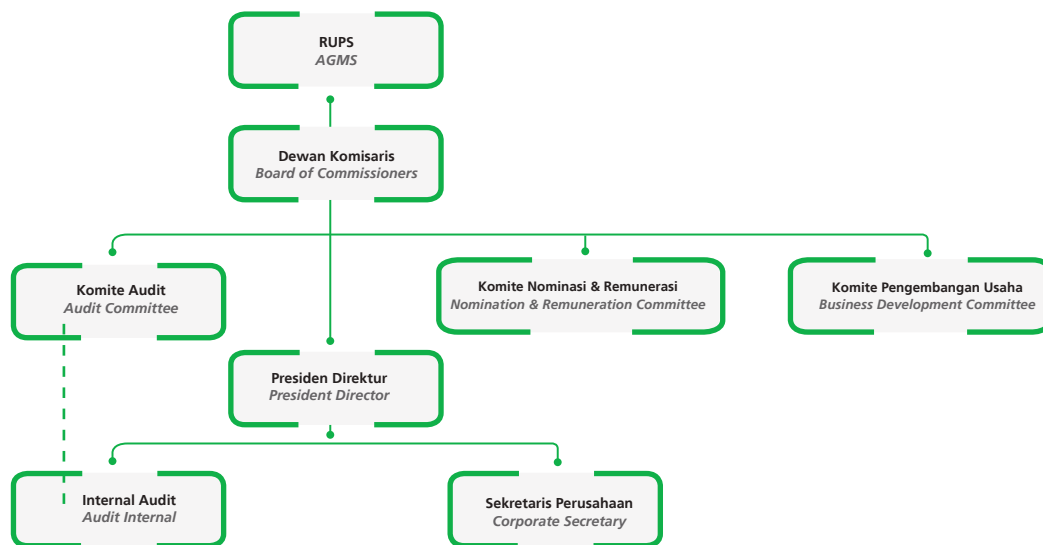 RUPS
AGMS
Dewan Komisaris
Board of Commissioners
Komite Audit
Audit Committee
Komite Nominasi & Remunerasi
Nomination & Remuneration Committee
Komite Pengembangan Usaha
Business Development Committee
Presiden Direktur
President Director
Internal Audit
Audit Internal
Sekretaris Perusahaan
Corporate Secretary